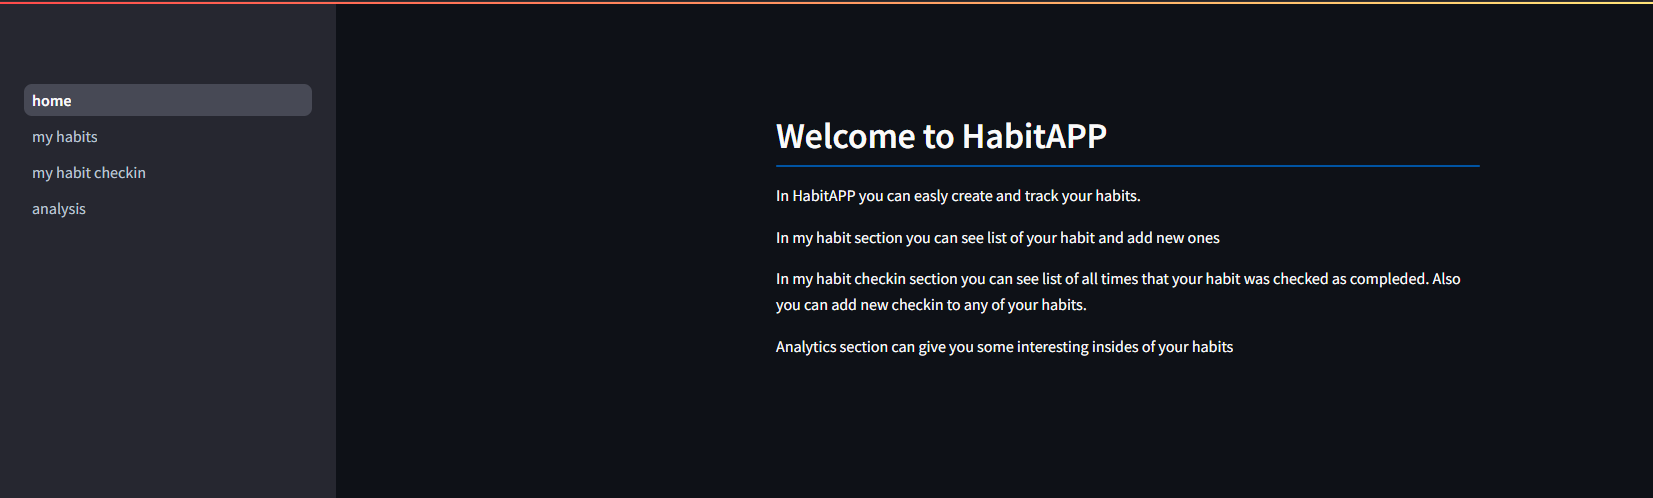 home
my habits
my habit checkin
analysis
Welcome to HabitAPP
In HabitAPP you can easly create and track your habits.
In my habit section you can see list of your habit and add new ones
In my habit checkin section you can see list of all times that your habit was checked as compleded. Also
you can add new checkin to any of your habits.
Analytics section can give you some interesting insides of your habits